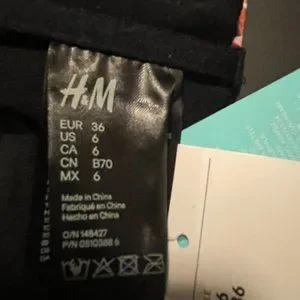 H&M
EUR 36
US 6
CA 6
CN B70
MX 6
Made in China
Fabriqué en Chine
Hecho en China
O/N 148427
P/N 0810388 6